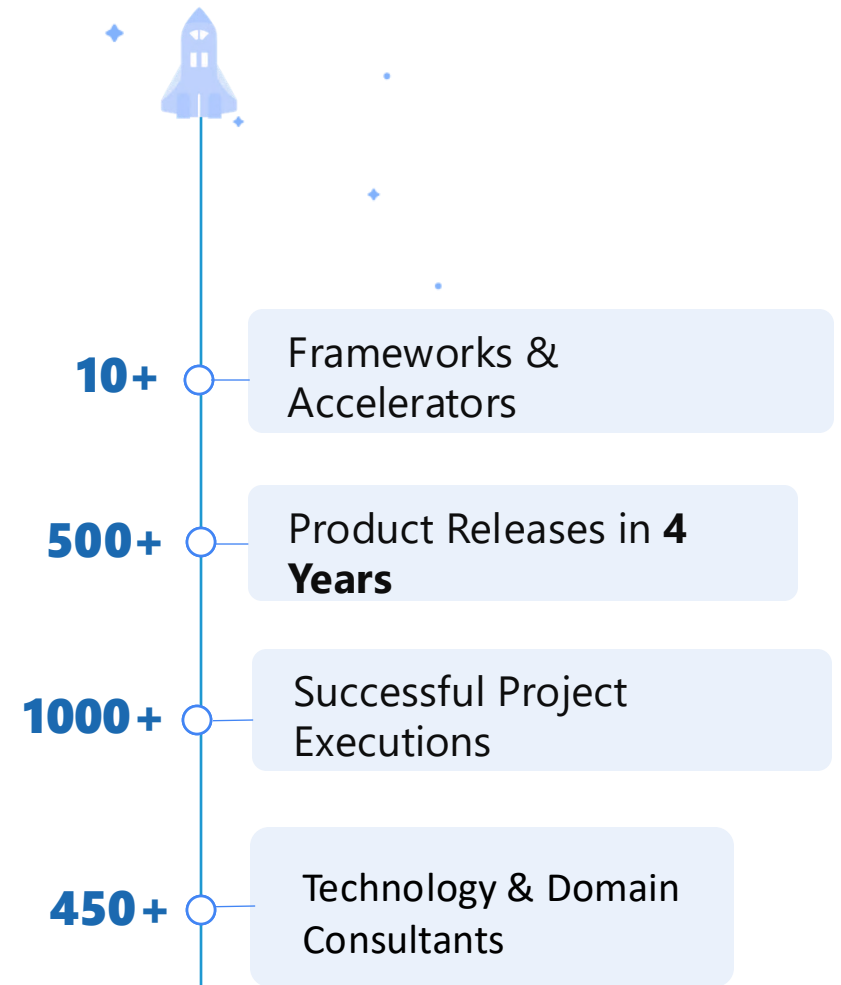 10+
Frameworks &
Accelerators
500+
Product Releases in 4
Years
1000+
Successful Project
Executions
450+
Technology & Domain
Consultants